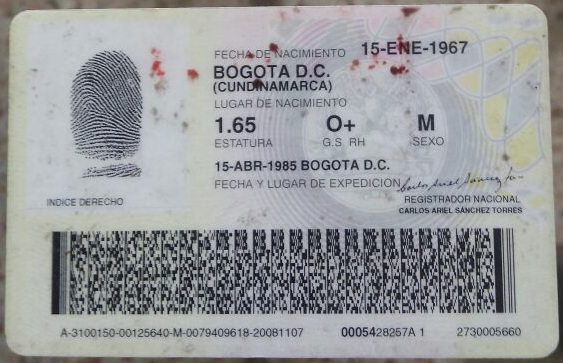 FECHA DE NACIMIENTO 15-ENE-1967
BOGOTA D.C.
(CUNDINAMARCA)
LUGAR DE NACIMIENTO
1.65 O+ M
ESTATURA G.S. RH SEXO
15-ABR-1985 BOGOTA D.C.
FECHA Y LUGAR DE EXPEDICION
REGISTRADOR NACIONAL
CARLOS ARIEL SÁNCHEZ TORRES
INDICE DERECHO
A-3100150-00125640-M-0079409618-20081107 0005428257A 1 2730005660